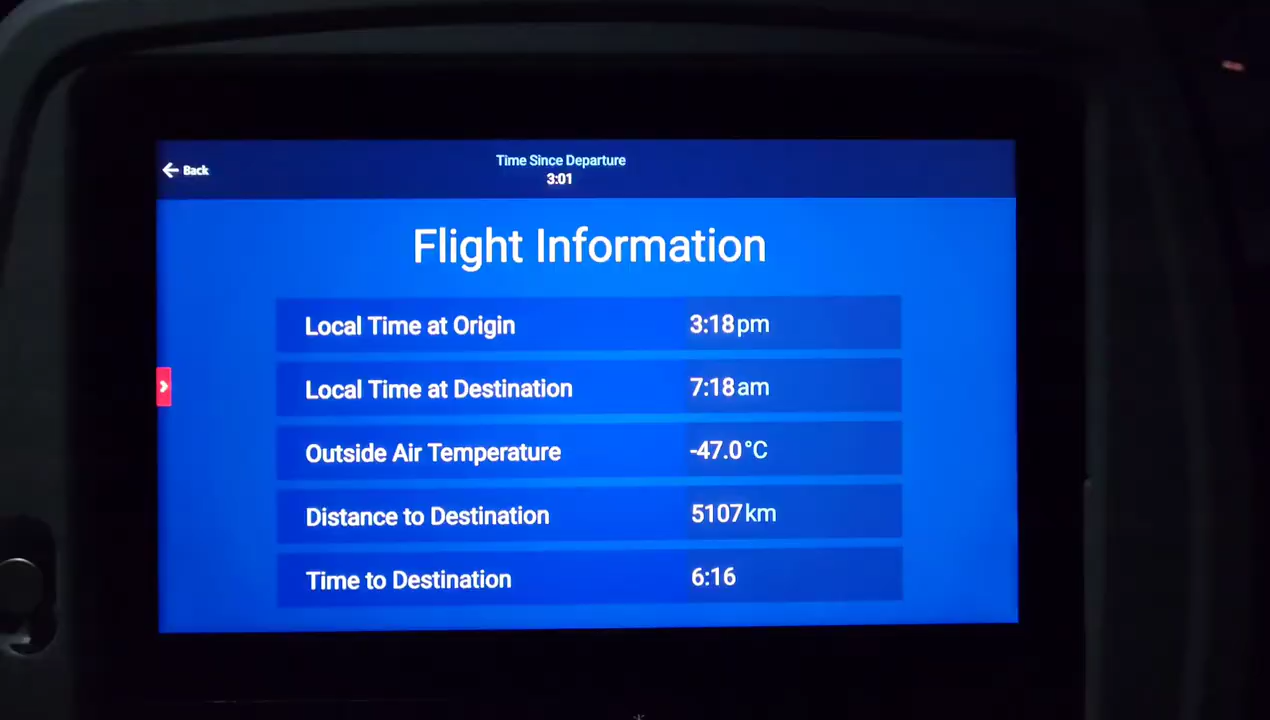 Back
Time Since Departure
3:01
Flight Information
Local Time at Origin 3:18pm
Local Time at Destination 7:18am
Outside Air Temperature -47.0°C
Distance to Destination 5107km
Time to Destination 6:16